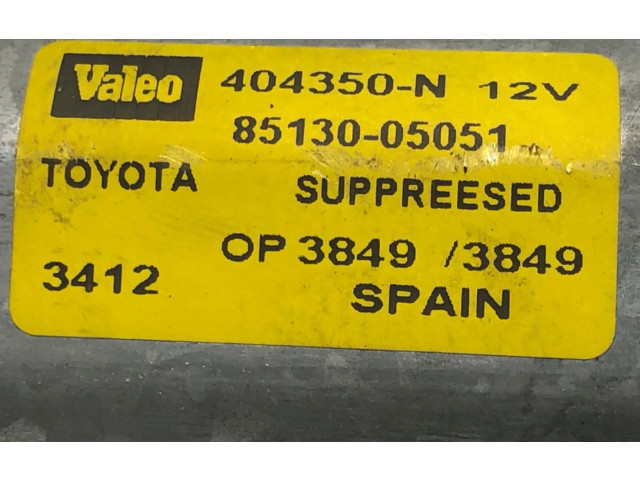 Valeo 404350-N 12V
85130-05051
TOYOTA SUPPREESED
OP 3849 /3849
3412 SPAIN